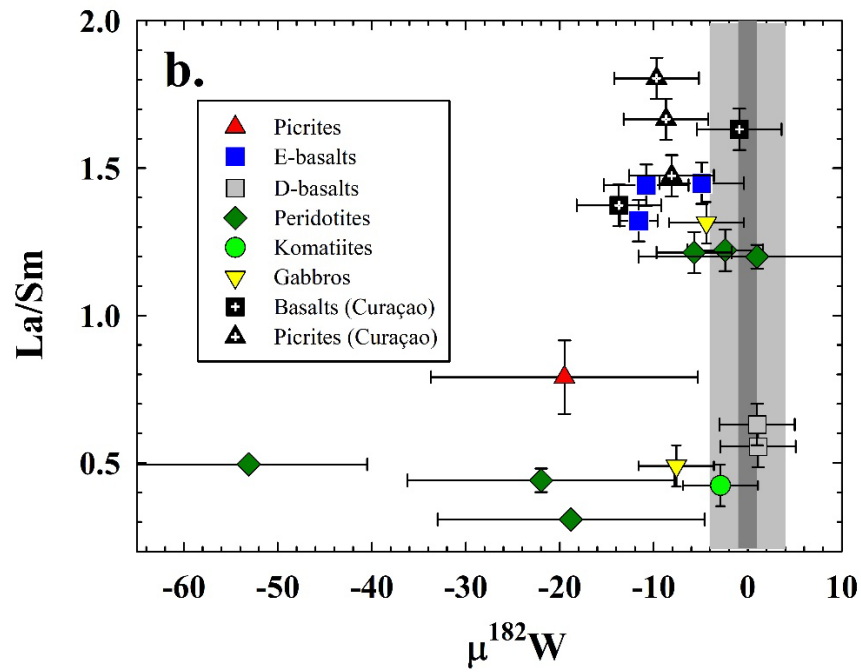 2.0
b.
Picrites
E-basalts
D-basalts
Peridotites
Komatiites
Gabbros
Basalts (Curaçao)
Picrites (Curaçao)
1.5
1.0
0.5
La/Sm
-60 -50 -40 -30 -20 -10 0 10
μ¹⁸²W